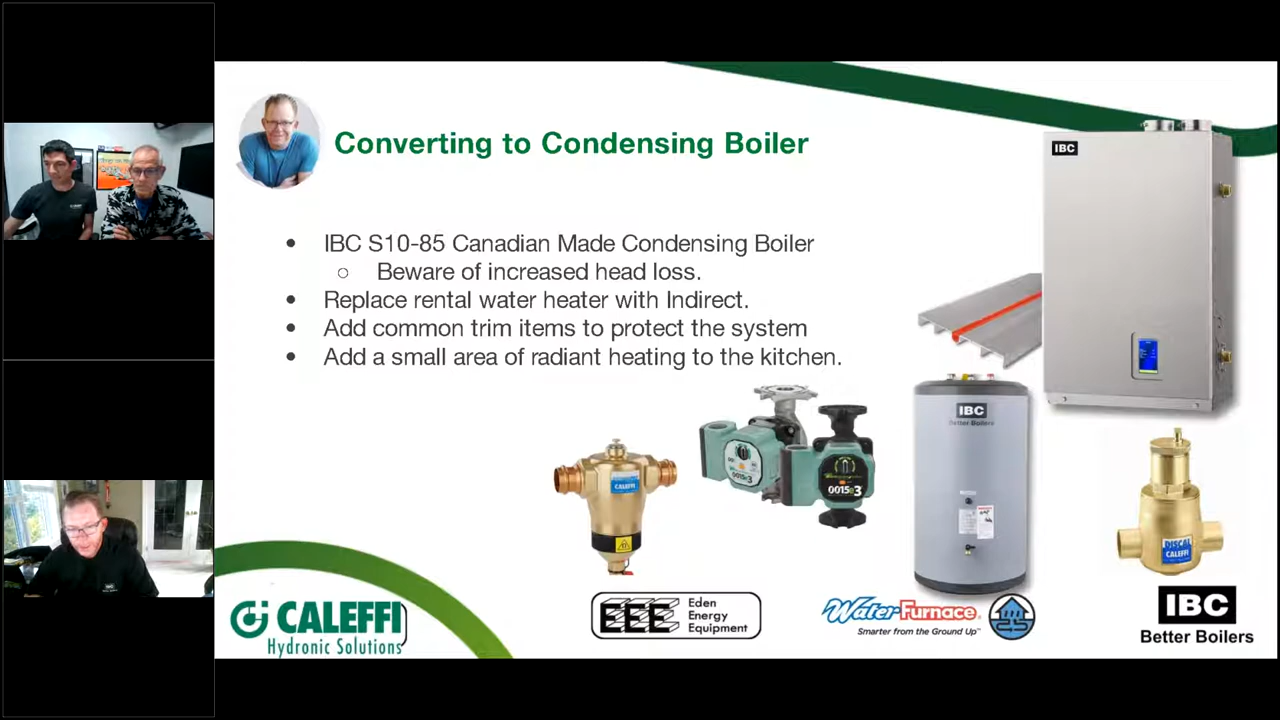 Converting to Condensing Boiler
IBC
• IBC S10-85 Canadian Made Condensing Boiler
○ Beware of increased head loss.
• Replace rental water heater with Indirect.
• Add common trim items to protect the system
• Add a small area of radiant heating to the kitchen.
IBC
Better Boilers
CALEFFI
0015e3
0015e3
DISCAL
CALEFFI
CALEFFI
Hydronic Solutions
EEE
Eden
Energy
Equipment
WaterFurnace
Smarter from the Ground Up™
IBC
Better Boilers
IBC